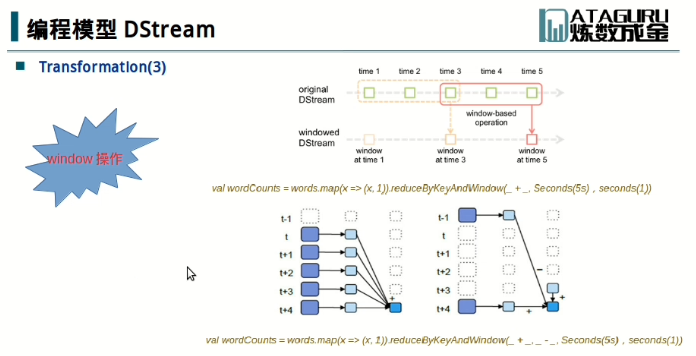 编程模型 DStream
DATAGURU
炼数成金
Transformation(3)
time 1 time 2 time 3 time 4 time 5
original
DStream
window-based
operation
windowed
DStream
window
at time 1
window
at time 3
window
at time 5
window 操作
val wordCounts = words.map(x => (x, 1)).reduceByKeyAndWindow(_ + _, Seconds(5s)，seconds(1))
t-1
t
t+1
t+2
t+3
t+4
+
t-1
t
t+1
t+2
t+3
t+4
–
+
+
val wordCounts = words.map(x => (x, 1)).reduceByKeyAndWindow(_ + _, _ - _, Seconds(5s)，seconds(1))